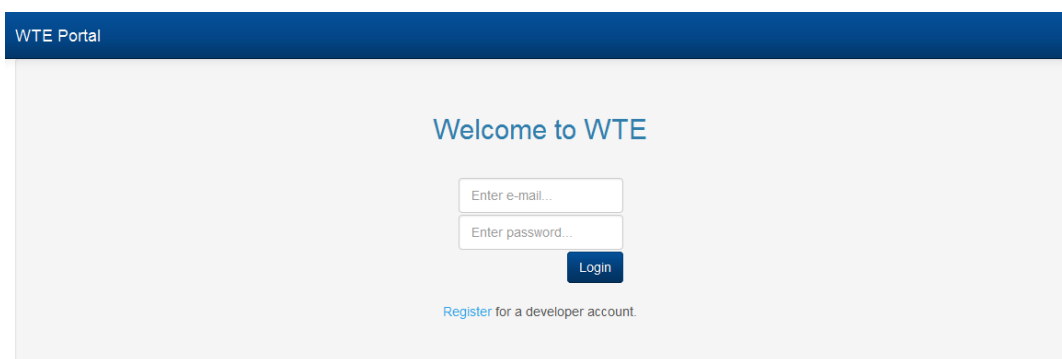 WTE Portal
Welcome to WTE
Enter e-mail...
Enter password...
Login
Register for a developer account.